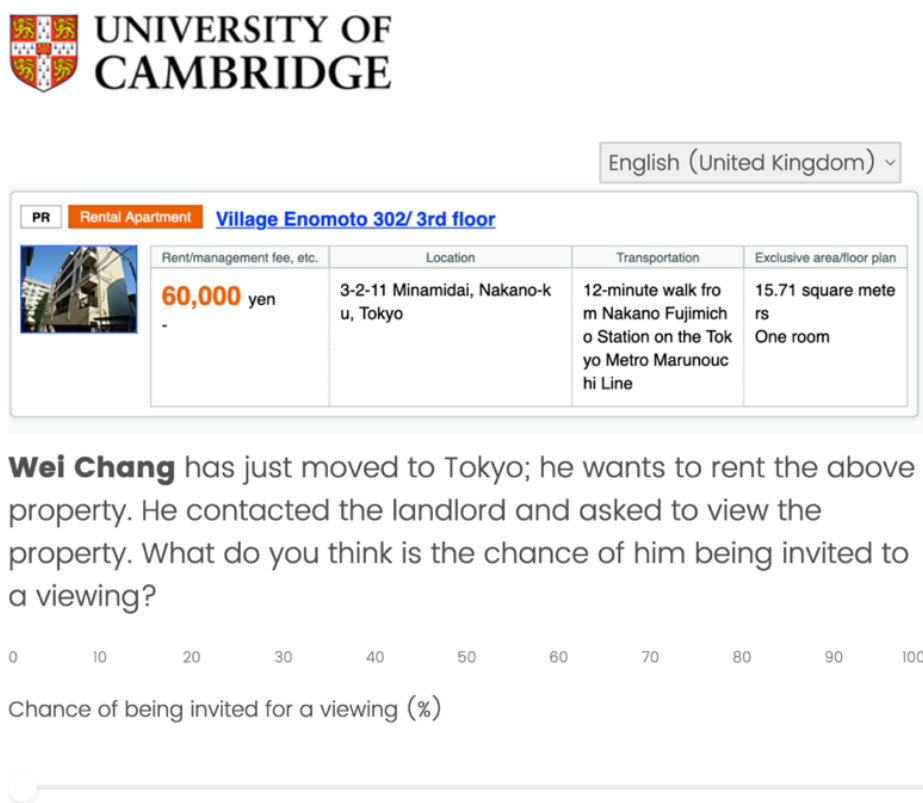 UNIVERSITY OF
CAMBRIDGE
English (United Kingdom)
PR Rental Apartment Village Enomoto 302/ 3rd floor
Rent/management fee, etc. Location Transportation Exclusive area/floor plan
60,000 yen
-
3-2-11 Minamidai, Nakano-k
u, Tokyo
12-minute walk fro
m Nakano Fujimich
o Station on the Tok
yo Metro Marunouc
hi Line
15.71 square mete
rs
One room
Wei Chang has just moved to Tokyo; he wants to rent the above
property. He contacted the landlord and asked to view the
property. What do you think is the chance of him being invited to
a viewing?
0 10 20 30 40 50 60 70 80 90 100
Chance of being invited for a viewing (%)